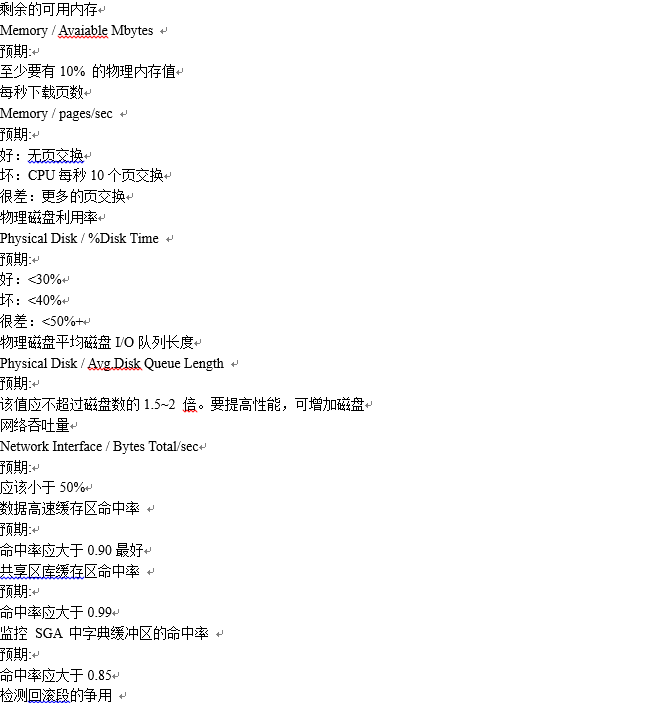 剩余的可用内存
Memory / Avaiable Mbytes
预期:
至少要有 10% 的物理内存值
每秒下载页数
Memory / pages/sec
预期:
好：无页交换
坏：CPU 每秒 10 个页交换
很差：更多的页交换
物理磁盘利用率
Physical Disk / %Disk Time
预期:
好：<30%
坏：<40%
很差：<50%+
物理磁盘平均磁盘 I/O 队列长度
Physical Disk / Avg.Disk Queue Length
预期:
该值应不超过磁盘数的 1.5~2 倍。要提高性能，可增加磁盘
网络吞吐量
Network Interface / Bytes Total/sec
预期:
应该小于 50%
数据高速缓存区命中率
预期:
命中率应大于 0.90 最好
共享区库缓存区命中率
预期:
命中率应大于 0.99
监控 SGA 中字典缓冲区的命中率
预期:
命中率应大于 0.85
检测回滚段的争用